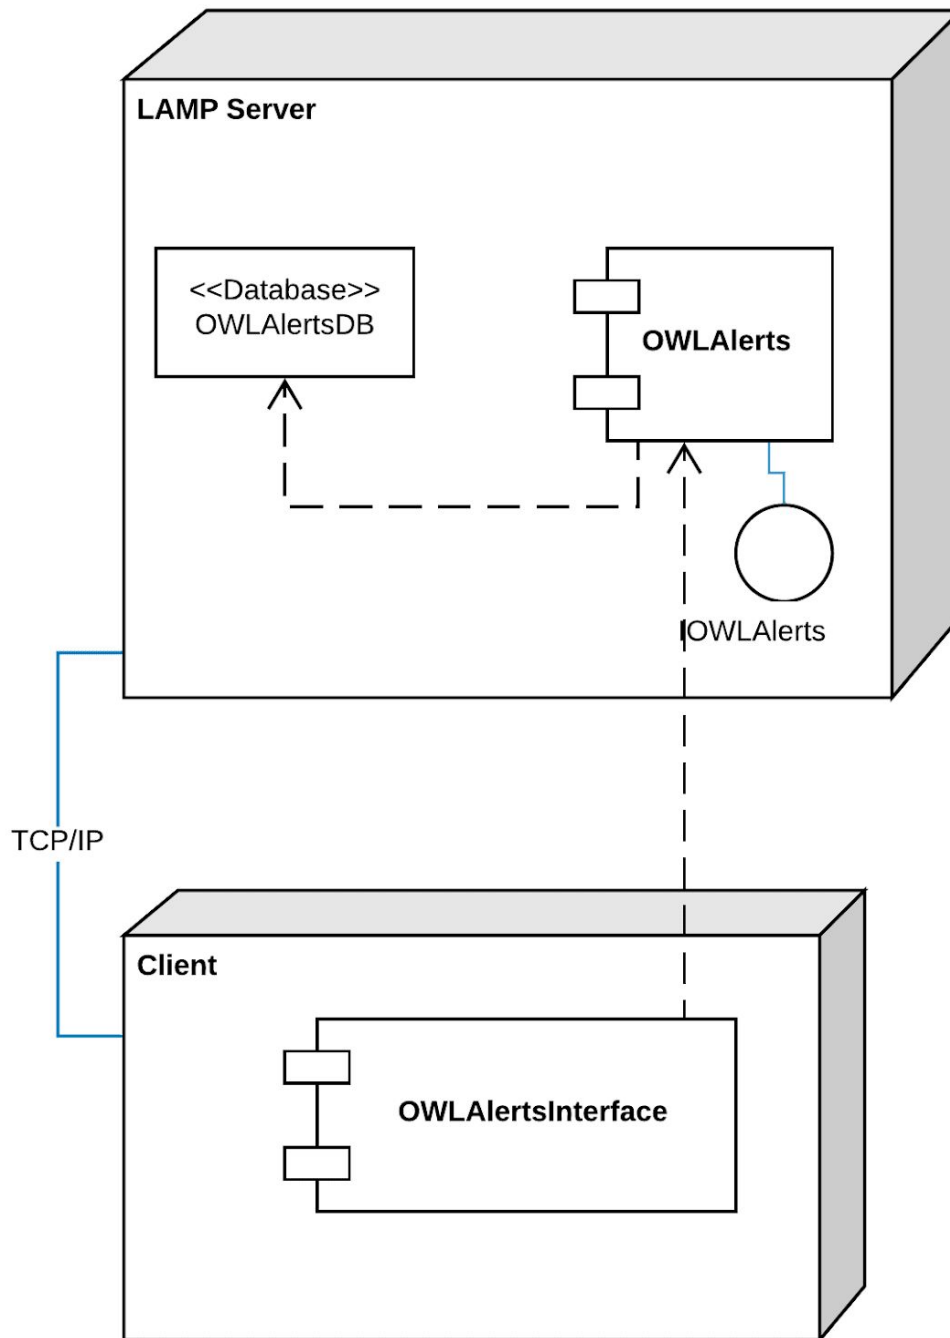 LAMP Server
<<Database>>
OWLAlertsDB
OWLAlerts
IOWLAlerts
TCP/IP
Client
OWLAlertsInterface